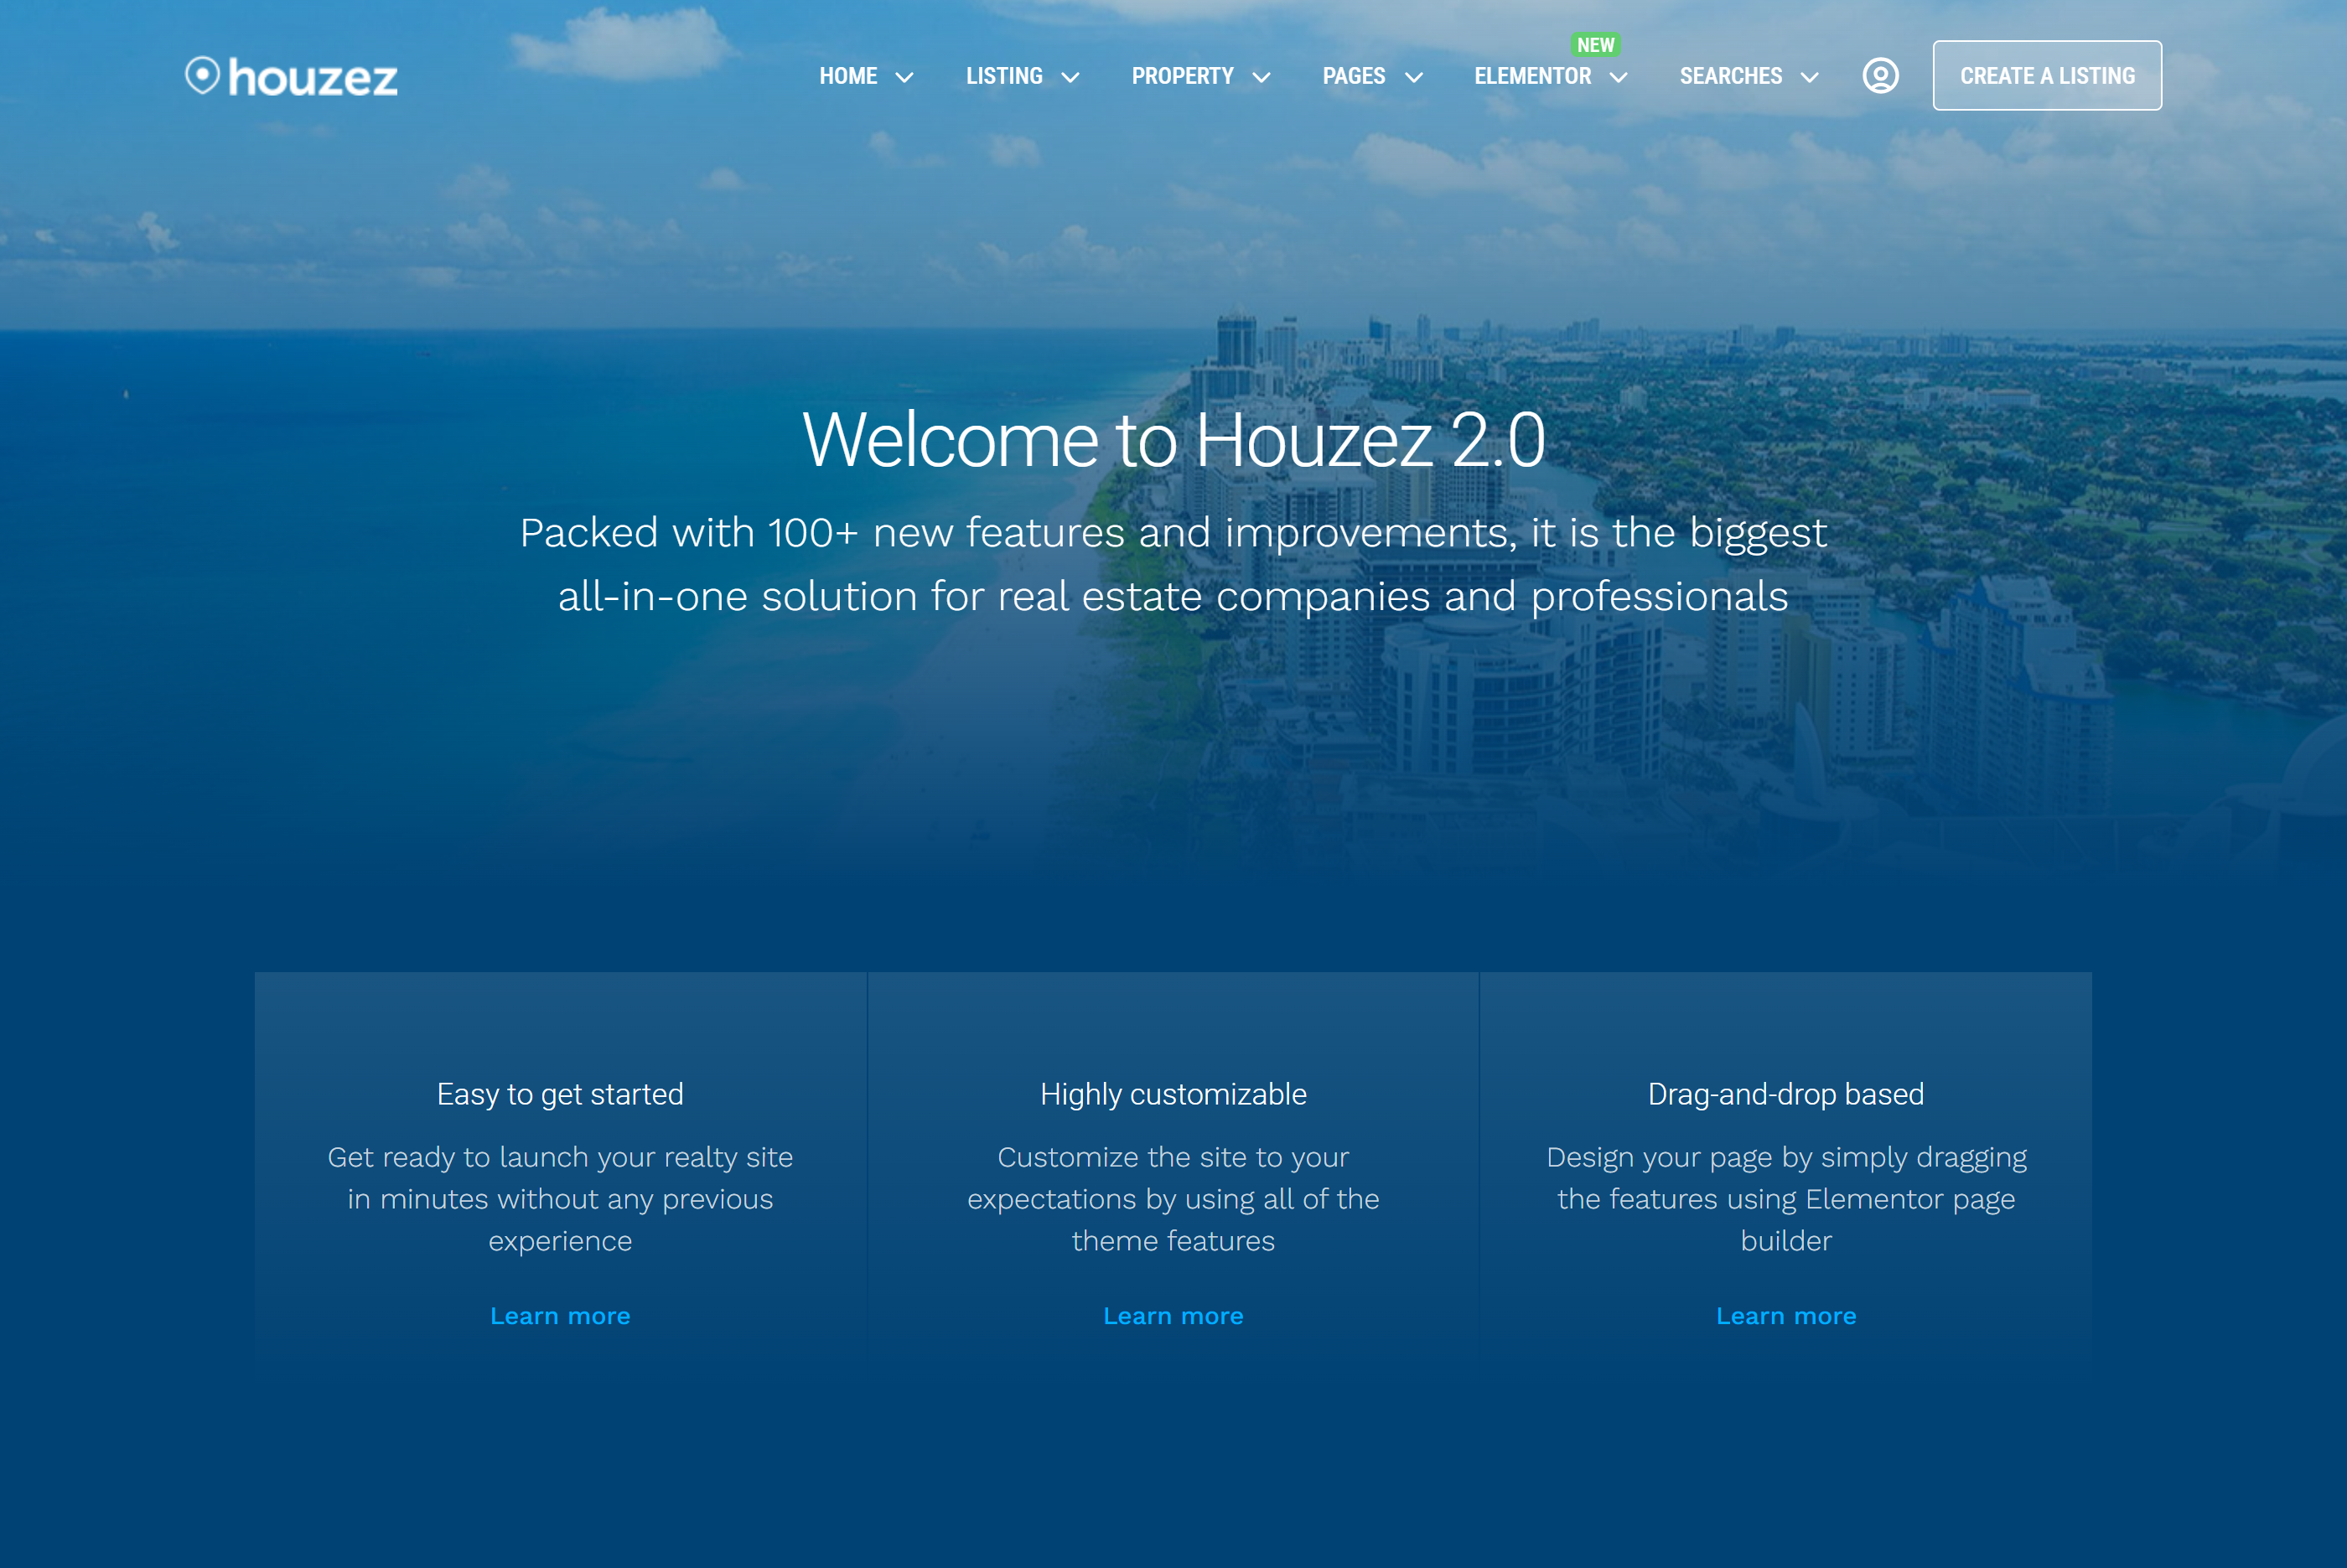 houzez
HOME
LISTING
PROPERTY
PAGES
ELEMENTOR
NEW
SEARCHES
CREATE A LISTING
Welcome to Houzez 2.0
Packed with 100+ new features and improvements, it is the biggest
all-in-one solution for real estate companies and professionals
Easy to get started
Get ready to launch your realty site
in minutes without any previous
experience
Learn more
Highly customizable
Customize the site to your
expectations by using all of the
theme features
Learn more
Drag-and-drop based
Design your page by simply dragging
the features using Elementor page
builder
Learn more